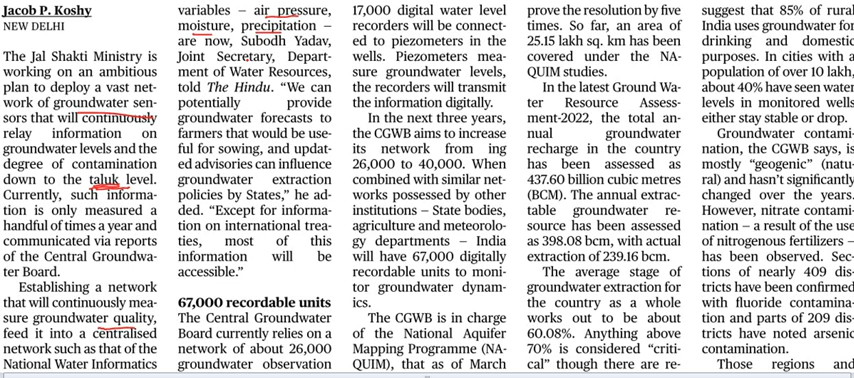 Jacob P. Koshy
NEW DELHI
The Jal Shakti Ministry is
working on an ambitious
plan to deploy a vast net-
work of groundwater sen-
sors that will continuously
relay information on
groundwater levels and the
degree of contamination
down to the taluk level.
Currently, such informa-
tion is only measured a
handful of times a year and
communicated via reports
of the Central Groundwa-
ter Board.
Establishing a network
that will continuously mea-
sure groundwater quality,
feed it into a centralised
network such as that of the
National Water Informatics
variables – air pressure,
moisture, precipitation –
are now, Subodh Yadav,
Joint Secretary, Depart-
ment of Water Resources,
told The Hindu. “We can
potentially provide
groundwater forecasts to
farmers that would be use-
ful for sowing, and updat-
ed advisories can influence
groundwater extraction
policies by States,” he ad-
ded. “Except for informa-
tion on international trea-
ties, most of this
information will be
accessible.”
67,000 recordable units
The Central Groundwater
Board currently relies on a
network of about 26,000
groundwater observation
17,000 digital water level
recorders will be connect-
ed to piezometers in the
wells. Piezometers mea-
sure groundwater levels,
the recorders will transmit
the information digitally.
In the next three years,
the CGWB aims to increase
its network from ing
26,000 to 40,000. When
combined with similar net-
works possessed by other
institutions – State bodies,
agriculture and meteorolo-
gy departments – India
will have 67,000 digitally
recordable units to moni-
tor groundwater dynam-
ics.
The CGWB is in charge
of the National Aquifer
Mapping Programme (NA-
QUIM), that as of March
prove the resolution by five
times. So far, an area of
25.15 lakh sq. km has been
covered under the NA-
QUIM studies.
In the latest Ground Wa-
ter Resource Assess-
ment-2022, the total an-
nual groundwater
recharge in the country
has been assessed as
437.60 billion cubic metres
(BCM). The annual extrac-
table groundwater re-
source has been assessed
as 398.08 bcm, with actual
extraction of 239.16 bcm.
The average stage of
groundwater extraction for
the country as a whole
works out to be about
60.08%. Anything above
70% is considered “criti-
cal” though there are re-
suggest that 85% of rural
India uses groundwater for
drinking and domestic
purposes. In cities with a
population of over 10 lakh,
about 40% have seen water
levels in monitored wells
either stay stable or drop.
Groundwater contami-
nation, the CGWB says, is
mostly “geogenic” (natu-
ral) and hasn’t significantly
changed over the years.
However, nitrate contami-
nation – a result of the use
of nitrogenous fertilizers –
has been observed. Sec-
tions of nearly 409 dis-
tricts have been confirmed
with fluoride contamina-
tion and parts of 209 dis-
tricts have noted arsenic
contamination.
Those regions and